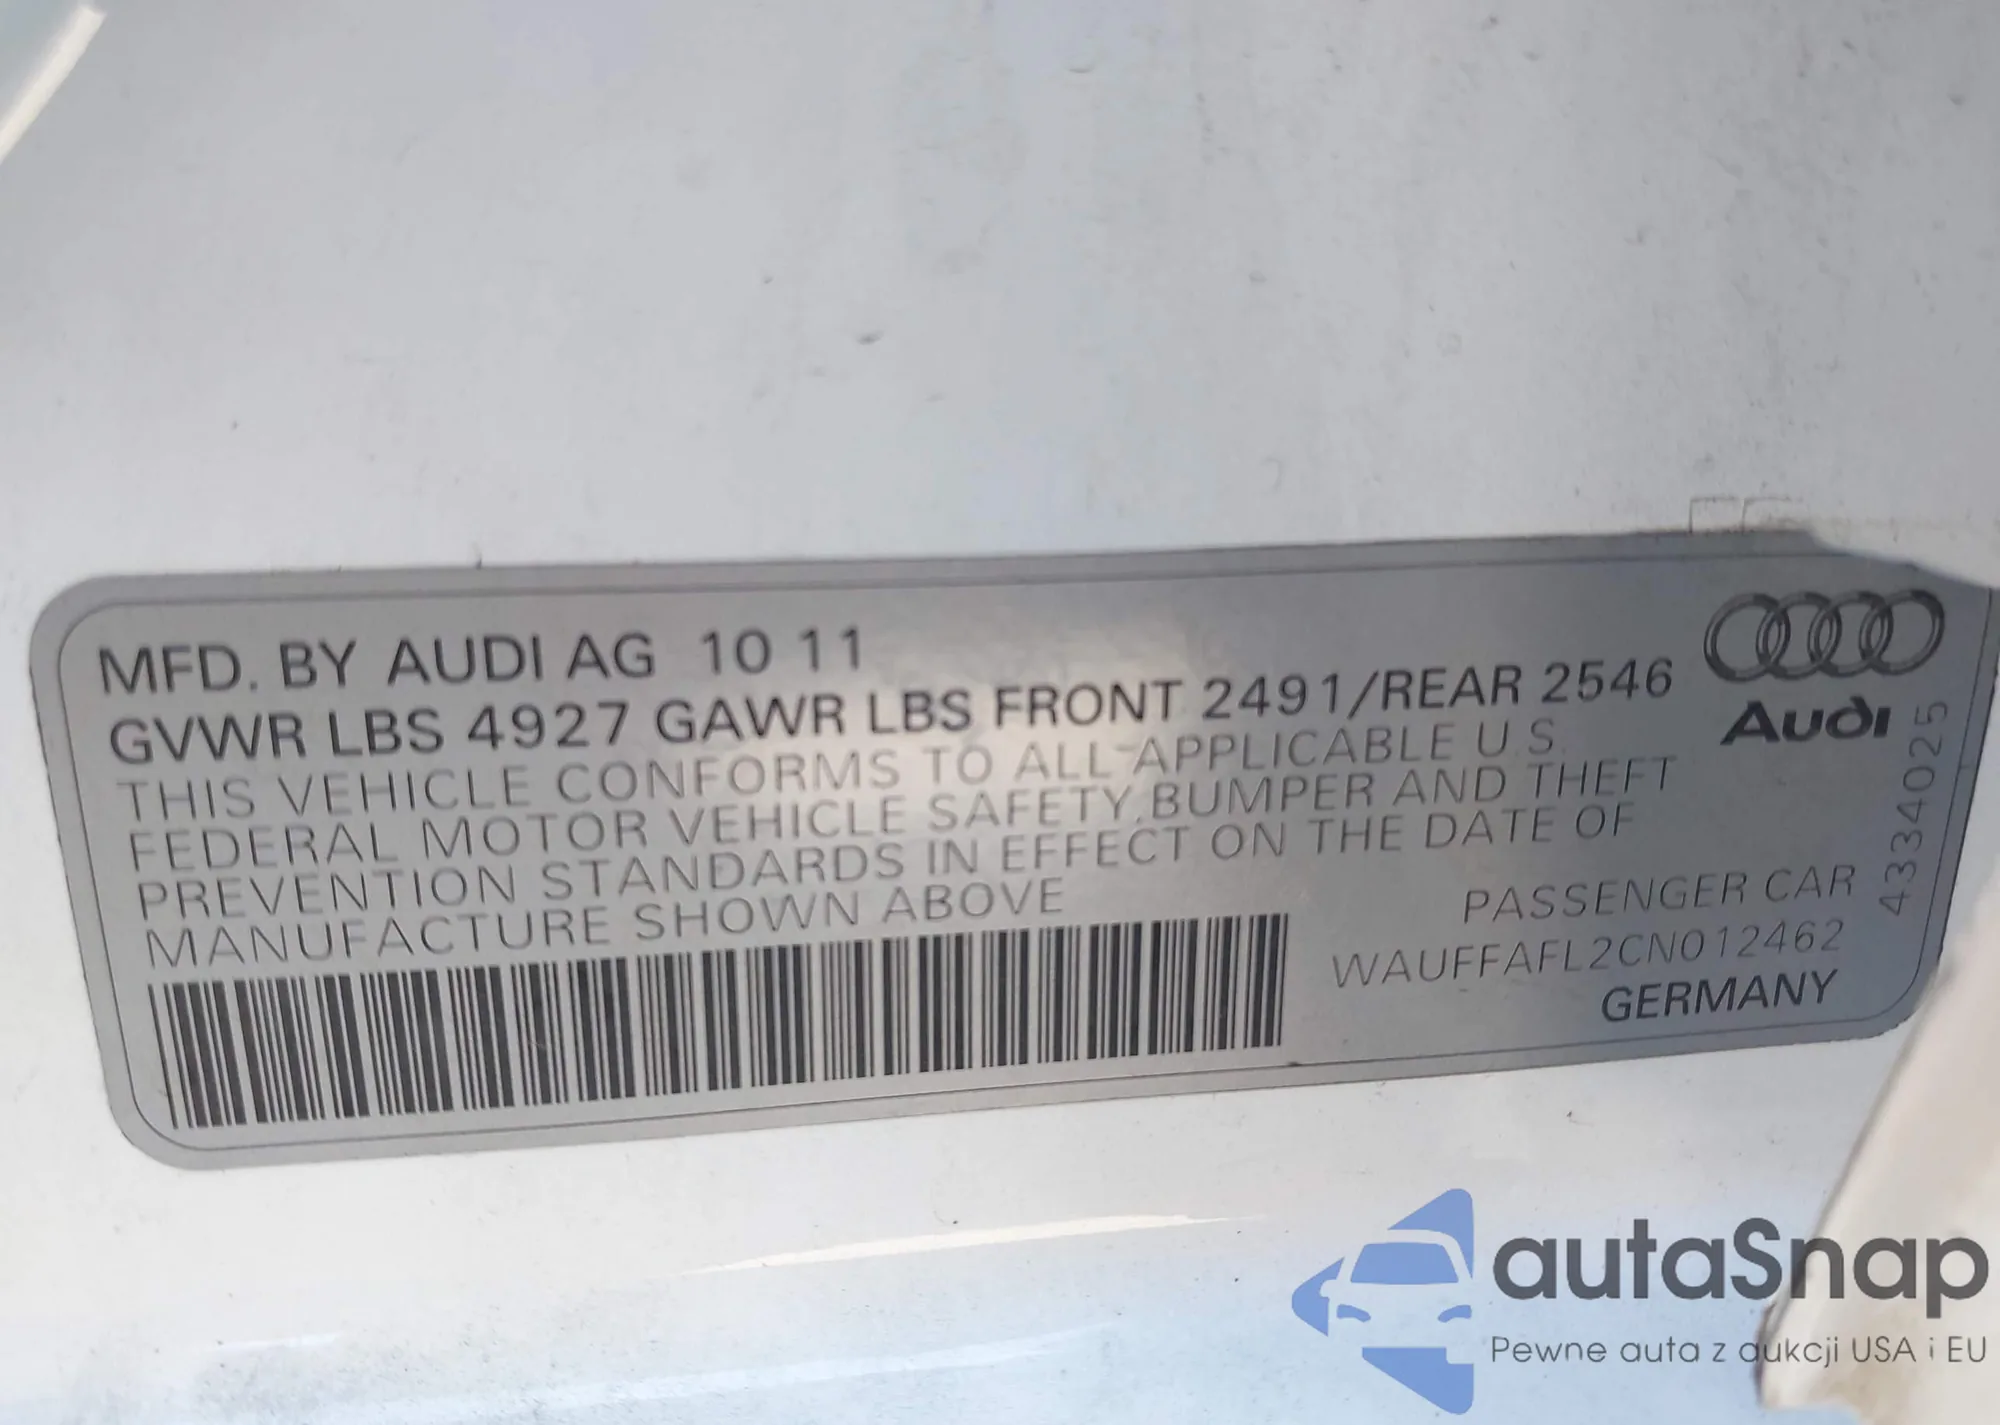 MFD. BY AUDI AG 10 11
GVWR LBS 4927 GAWR LBS FRONT 2491/REAR 2546
THIS VEHICLE CONFORMS TO ALL APPLICABLE U.S.
FEDERAL MOTOR VEHICLE SAFETY, BUMPER AND THEFT
PREVENTION STANDARDS IN EFFECT ON THE DATE OF
MANUFACTURE SHOWN ABOVE
PASSENGER CAR
WAUFFAFL2CN012462
GERMANY
Audi
4334025
autaSnap
Pewne auta z aukcji USA i EU